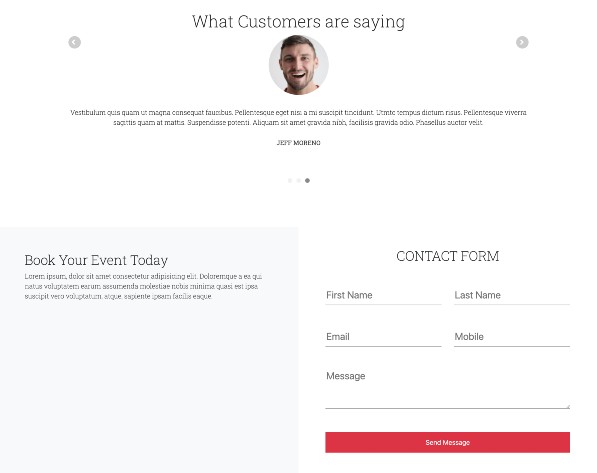 What Customers are saying
Vestibulum quis quam ut magna consequat faucibus. Pellentesque eget nisi a mi suscipit tincidunt. Utmtc tempus dictum risus. Pellentesque viverra
sagittis quam at mattis. Suspendisse potenti. Aliquam sit amet gravida nibh, facilisis gravida odio. Phasellus auctor velit.
JEFF MORENO
Book Your Event Today
Lorem ipsum, dolor sit amet consectetur adipisicing elit. Doloremque a ea qui,
natus voluptatem earum assumenda molestiae nobis minima quasi est ipsa
suscipit vero voluptatum, atque, sapiente ipsam facilis eaque.
CONTACT FORM
First Name
Last Name
Email
Mobile
Message
Send Message